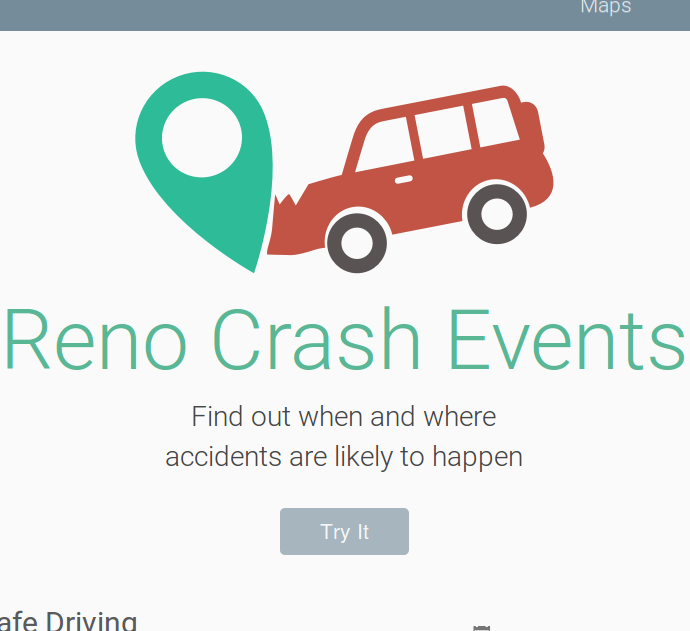 Maps
Reno Crash Events
Find out when and where
accidents are likely to happen
Try It
afe Driving